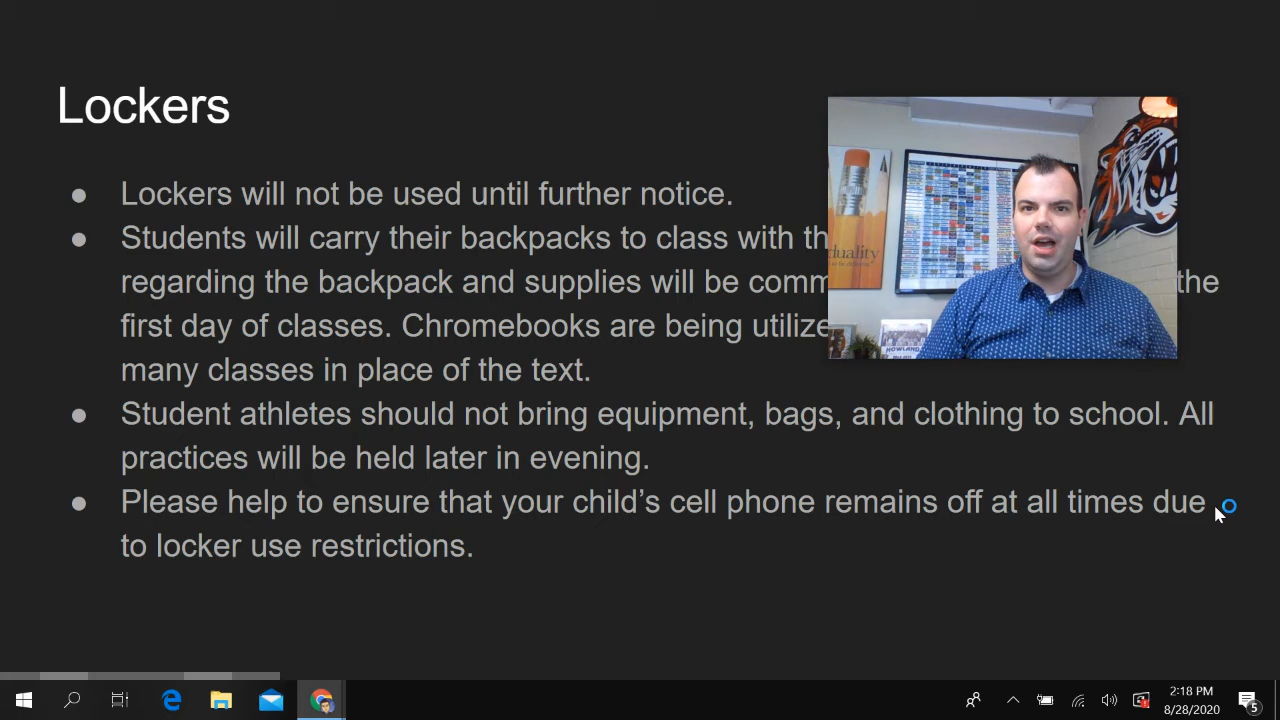 Lockers
● Lockers will not be used until further notice.
● Students will carry their backpacks to class with
regarding the backpack and supplies will be the
first day of classes. Chromebooks are being
many classes in place of the text.
● Student athletes should not bring equipment, bags, and clothing to school. All
practices will be held later in evening.
● Please help to ensure that your child's cell phone remains off at all times due
to locker use restrictions.
duality
HOWLAND
2:18 PM
8/28/2020
5